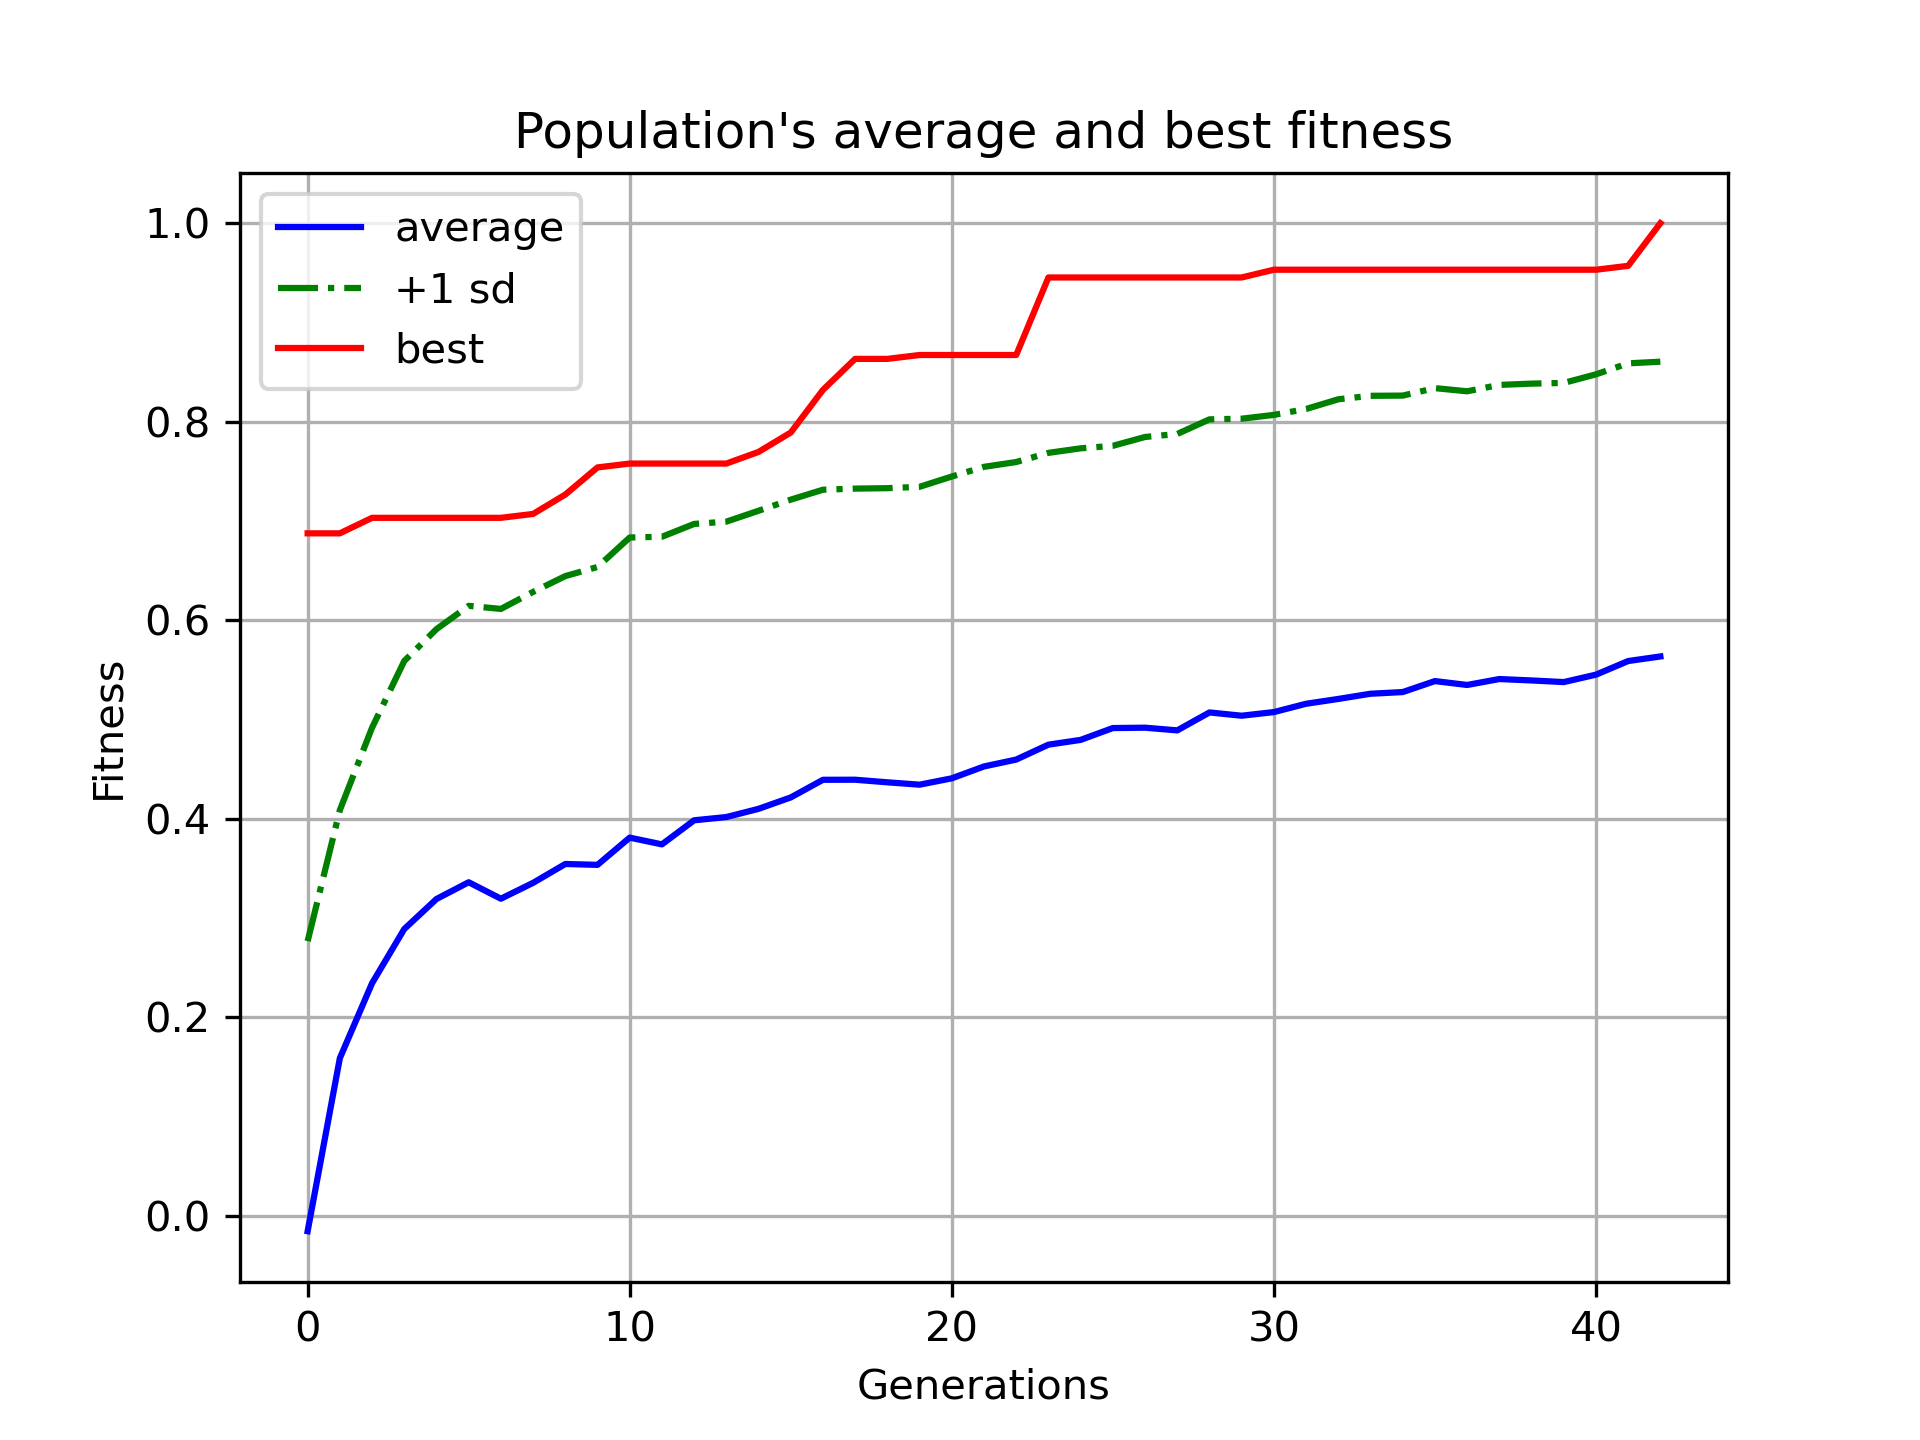 Population's average and best fitness
average
+1 sd
best
1.0
0.8
0.6
0.4
0.2
0.0
Fitness
0 10 20 30 40
Generations